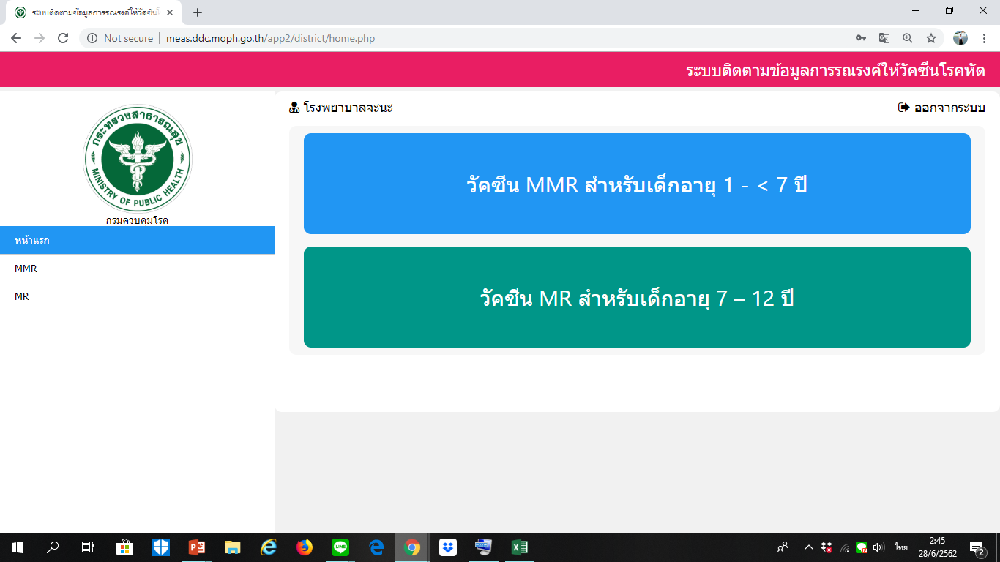 ระบบติดตามข้อมูลการรณรงค์ให้วัคซีนโ
Not secure
meas.ddc.moph.go.th/app2/district/home.php
ระบบติดตามข้อมูลการรณรงค์ให้วัคซีนโรคหัด
กระทรวงสาธารณสุข
MINISTRY OF PUBLIC HEALTH
กรมควบคุมโรค
หน้าแรก
MMR
MR
โรงพยาบาลจะนะ
ออกจากระบบ
วัคซีน MMR สำหรับเด็กอายุ 1 - < 7 ปี
วัคซีน MR สำหรับเด็กอายุ 7 – 12 ปี
LINE
ไทย
2:45
28/6/2562
2